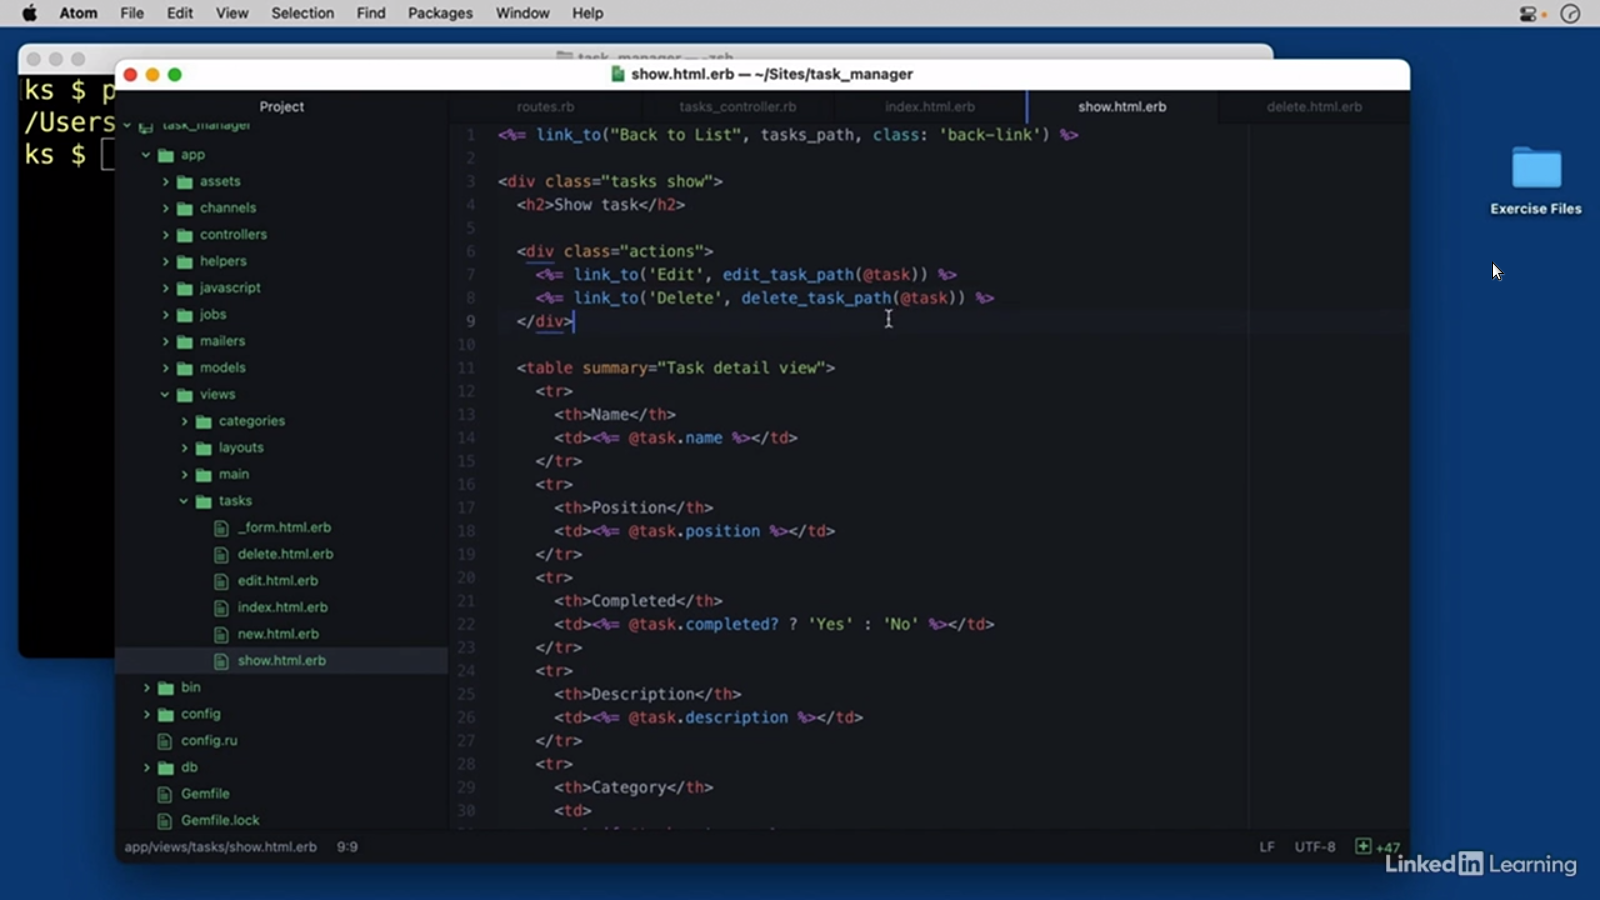 Atom File Edit View Selection Find Packages Window Help
task_manager — -zsh
ks $ p
/Users
ks $
show.html.erb — ~/Sites/task_manager
Project
routes.rb tasks_controller.rb index.html.erb show.html.erb delete.html.erb
task_manager
app
assets
channels
controllers
helpers
javascript
jobs
mailers
models
views
categories
layouts
main
tasks
_form.html.erb
delete.html.erb
edit.html.erb
index.html.erb
new.html.erb
show.html.erb
bin
config
config.ru
db
Gemfile
Gemfile.lock
1 <%= link_to("Back to List", tasks_path, class: 'back-link') %>
2
3 <div class="tasks show">
4 <h2>Show task</h2>
5
6 <div class="actions">
7 <%= link_to('Edit', edit_task_path(@task)) %>
8 <%= link_to('Delete', delete_task_path(@task)) %>
9 </div>
10
11 <table summary="Task detail view">
12 <tr>
13 <th>Name</th>
14 <td><%= @task.name %></td>
15 </tr>
16 <tr>
17 <th>Position</th>
18 <td><%= @task.position %></td>
19 </tr>
20 <tr>
21 <th>Completed</th>
22 <td><%= @task.completed? ? 'Yes' : 'No' %></td>
23 </tr>
24 <tr>
25 <th>Description</th>
26 <td><%= @task.description %></td>
27 </tr>
28 <tr>
29 <th>Category</th>
30 <td>
app/views/tasks/show.html.erb 9:9
LF UTF-8 +47
Exercise Files
Linked in Learning